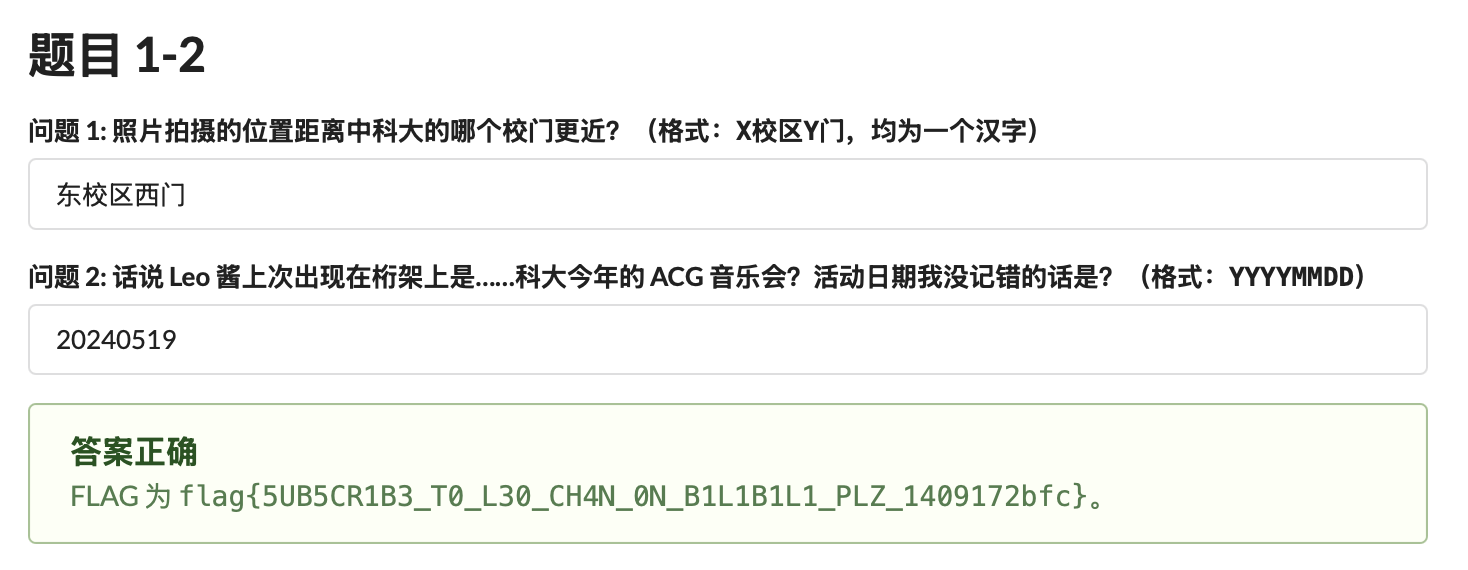 题目 1-2
问题 1: 照片拍摄的位置距离中科大的哪个校门更近？（格式：X校区Y门，均为一个汉字）
东校区西门
问题 2: 话说 Leo 酱上次出现在桁架上是……科大今年的 ACG 音乐会？活动日期我没记错的话是？（格式：YYYYMMDD）
20240519
答案正确
FLAG 为 flag{5UB5CR1B3_T0_L30_CH4N_0N_B1L1B1L1_PLZ_1409172bfc}。